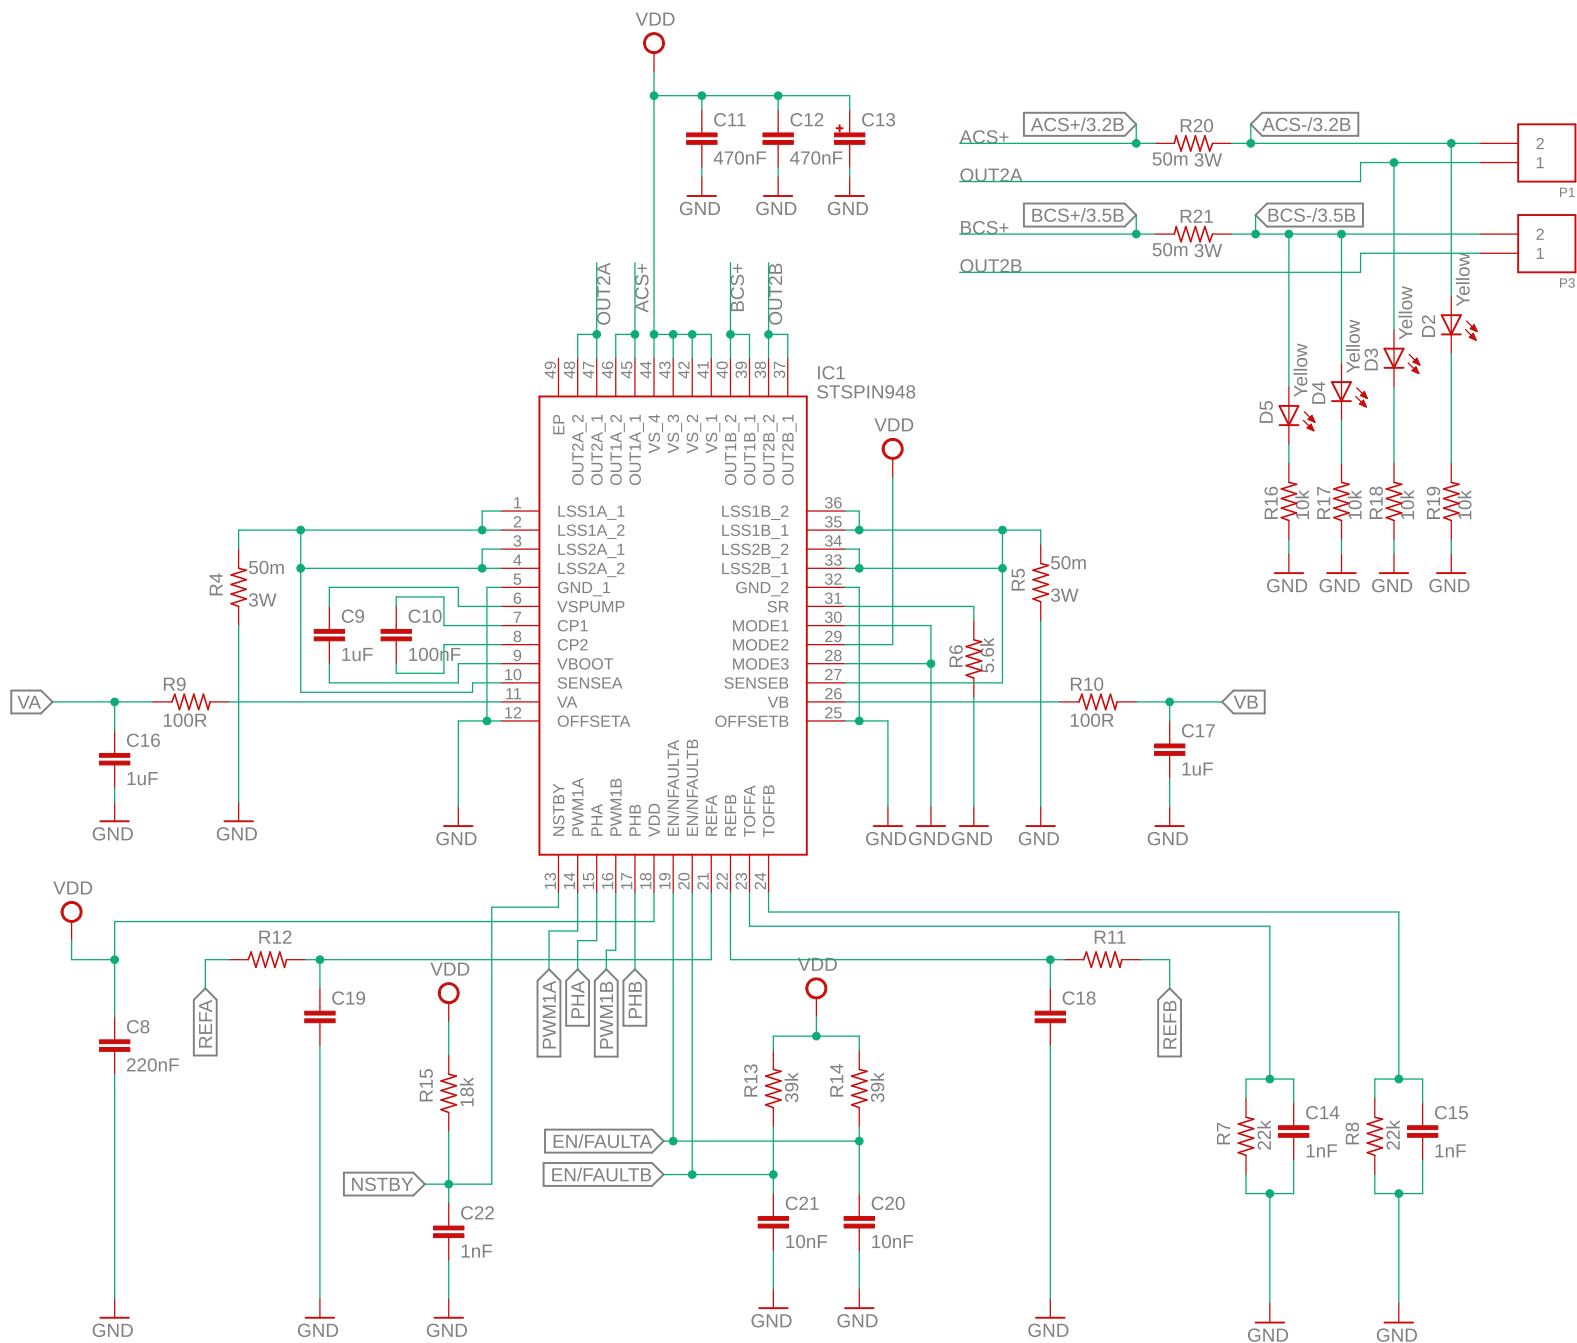 VDD
C11
470nF
C12
470nF
C13
GND
GND
GND
ACS+
ACS+/3.2B
R20
50m 3W
ACS-/3.2B
OUT2A
2
1
P1
BCS+
BCS+/3.5B
R21
50m 3W
BCS-/3.5B
OUT2B
2
1
P3
OUT2A
ACS+
BCS+
OUT2B
D5
Yellow
D4
Yellow
D3
Yellow
D2
Yellow
R16
10k
R17
10k
R18
10k
R19
10k
GND
GND
GND
GND
49
48
47
46
45
44
43
42
41
40
39
38
37
IC1
STSPIN948
EP
OUT2A_2
OUT2A_1
OUT1A_2
OUT1A_1
VS_4
VS_3
VS_2
VS_1
OUT1B_2
OUT1B_1
OUT2B_2
OUT2B_1
VDD
1 LSS1A_1
2 LSS1A_2
3 LSS2A_1
4 LSS2A_2
5 GND_1
6 VSPUMP
7 CP1
8 CP2
9 VBOOT
10 SENSEA
11 VA
12 OFFSETA
LSS1B_2 36
LSS1B_1 35
LSS2B_2 34
LSS2B_1 33
GND_2 32
SR 31
MODE1 30
MODE2 29
MODE3 28
SENSEB 27
VB 26
OFFSETB 25
R4
50m
3W
C9
1uF
C10
100nF
R5
50m
3W
R6
5.6k
VA
R9
100R
C16
1uF
R10
100R
VB
C17
1uF
GND
GND
GND
GND
GND
GND
GND
GND
NSTBY
PWM1A
PHA
PWM1B
PHB
VDD
EN/NFAULTA
EN/NFAULTB
REFA
REFB
TOFFA
TOFFB
13
14
15
16
17
18
19
20
21
22
23
24
VDD
R12
REFA
C19
C8
220nF
VDD
R15
18k
NSTBY
C22
1nF
PWM1A
PHA
PWM1B
PHB
VDD
R13
39k
R14
39k
EN/FAULTA
EN/FAULTB
C21
10nF
C20
10nF
R11
C18
REFB
R7
22k
C14
1nF
R8
22k
C15
1nF
GND
GND
GND
GND
GND
GND
GND
GND